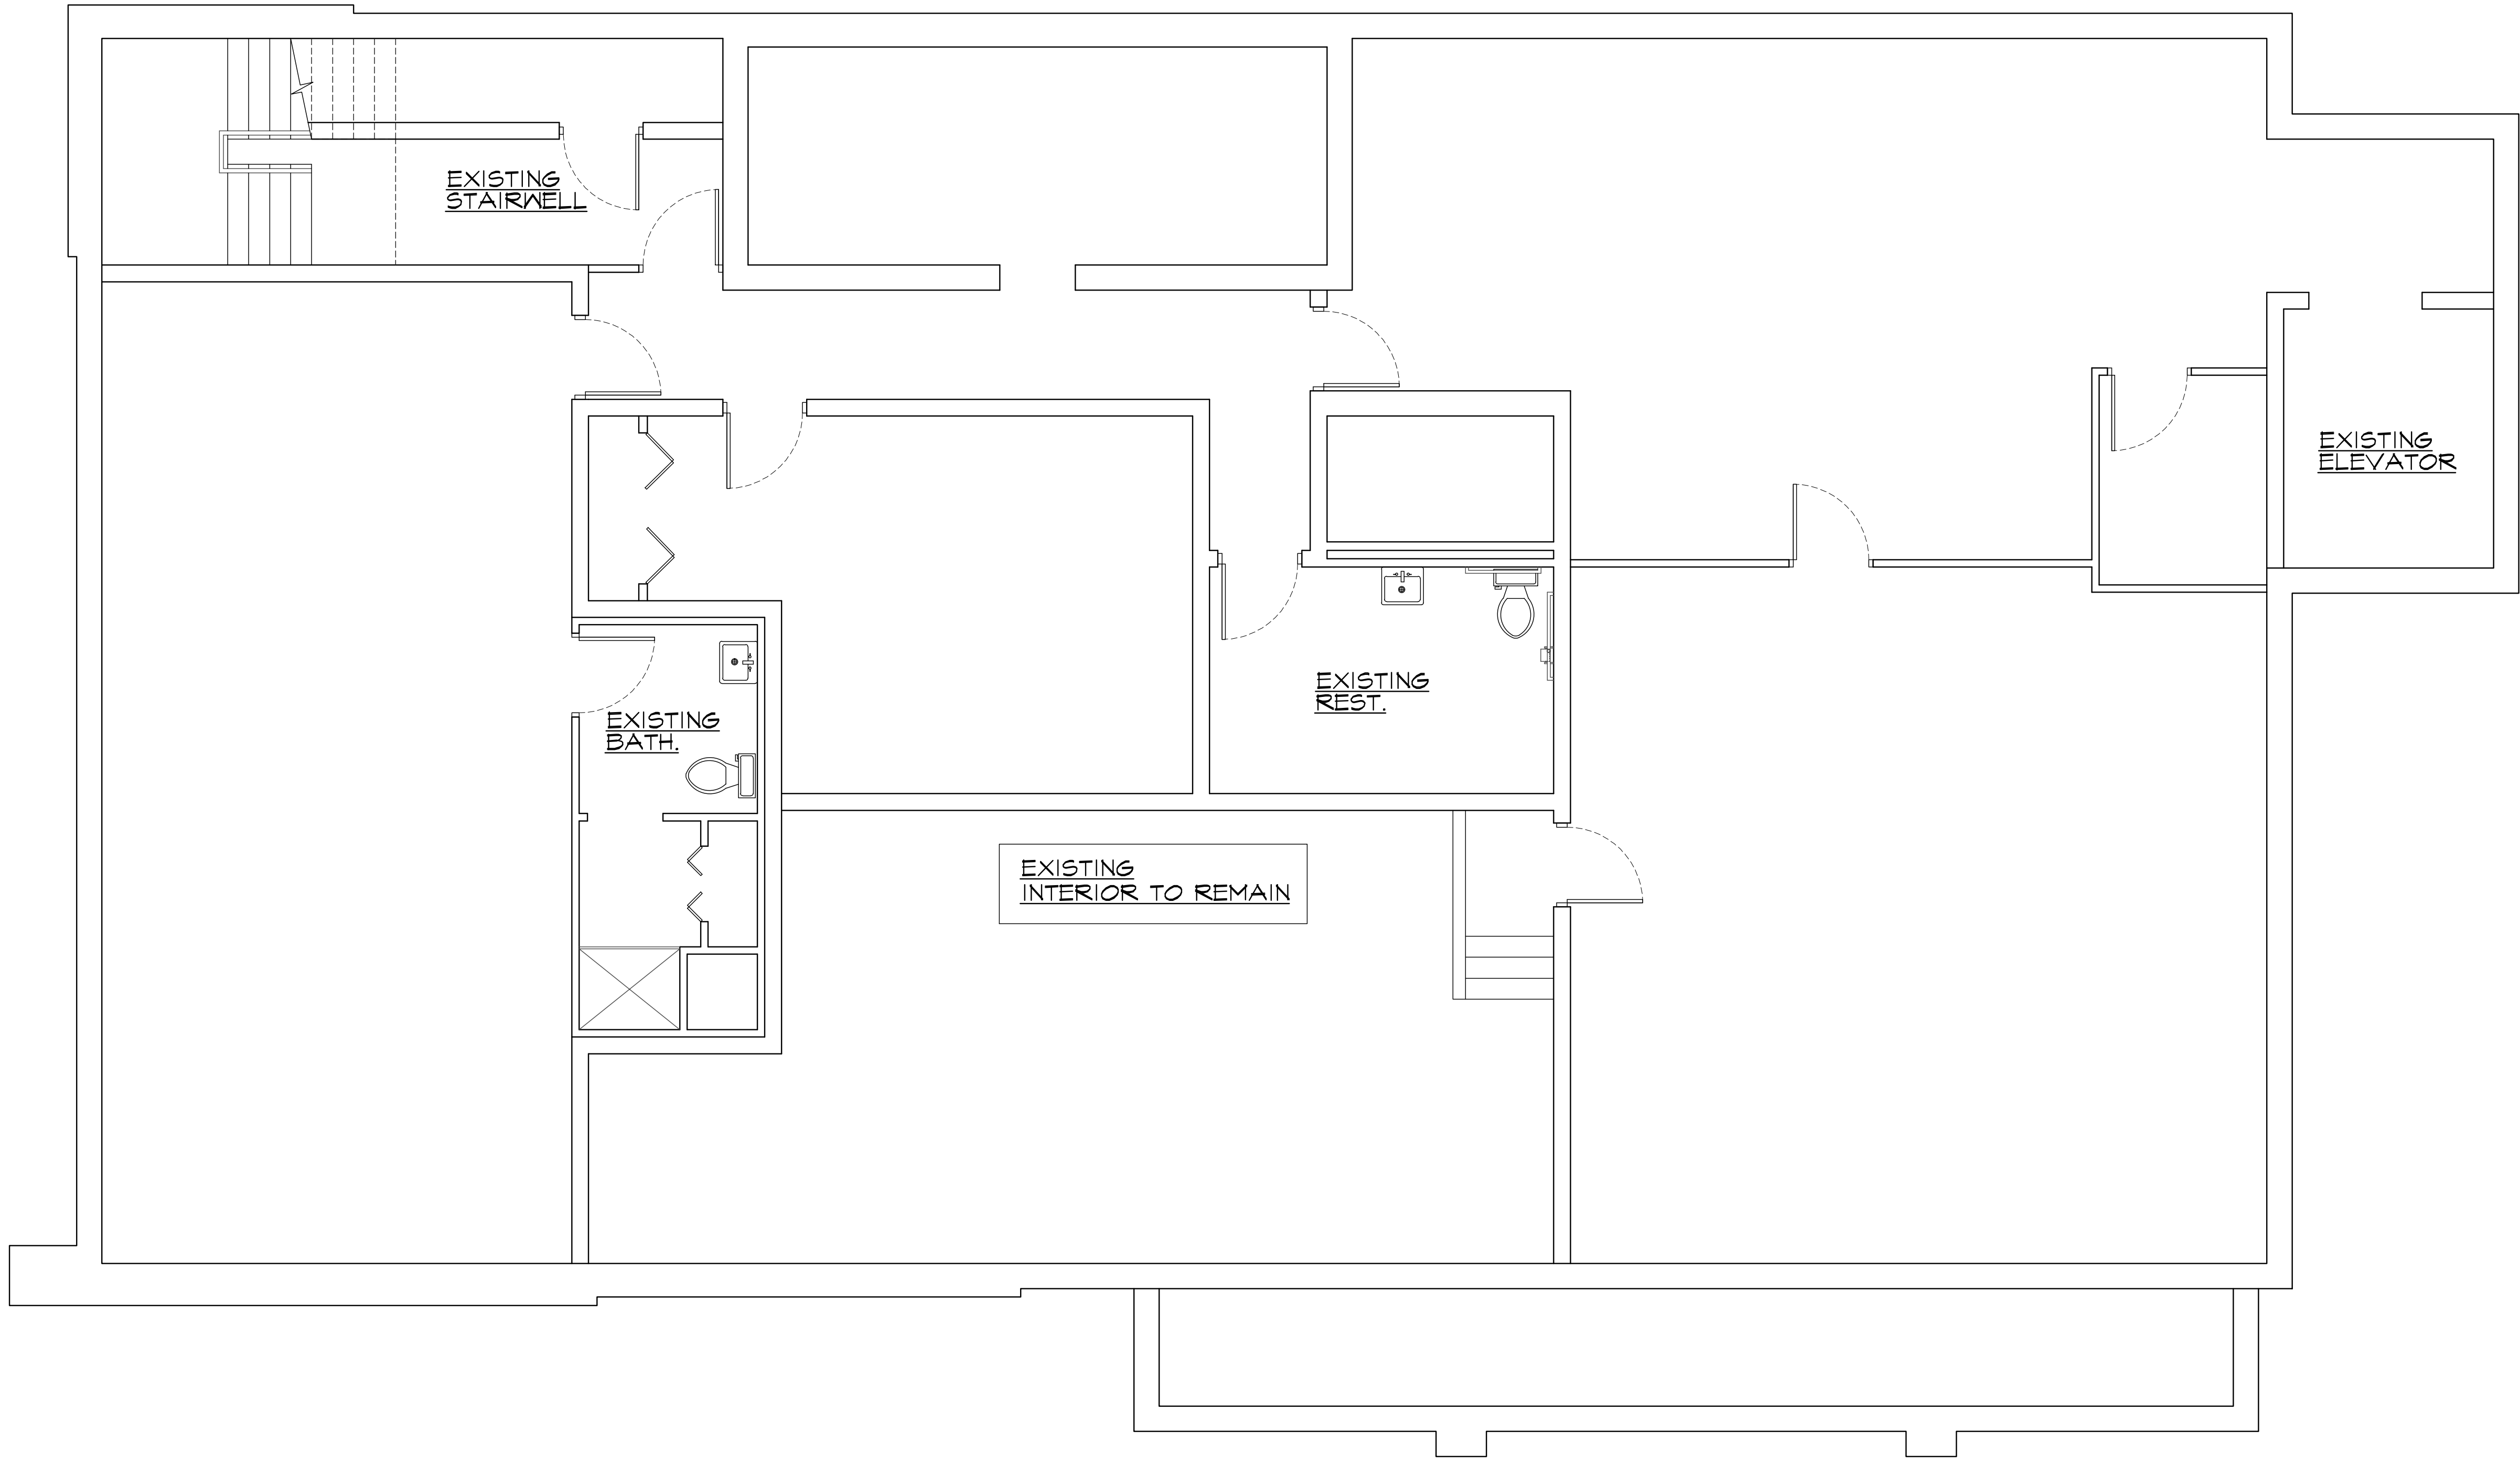 EXISTING
STAIRWELL
EXISTING
ELEVATOR
EXISTING
REST.
EXISTING
BATH.
EXISTING
INTERIOR TO REMAIN